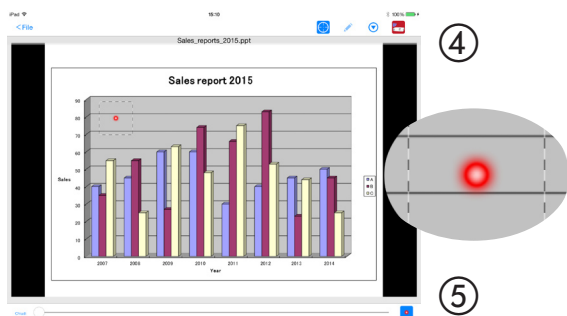 iPad 15:10 100%
<File
Sales_reports_2015.ppt
④
Sales report 2015
90
80
70
60
50
Sales
40
30
20
10
0
2007 2008 2009 2010 2011 2012 2013 2014
Year
A
B
C
⑤